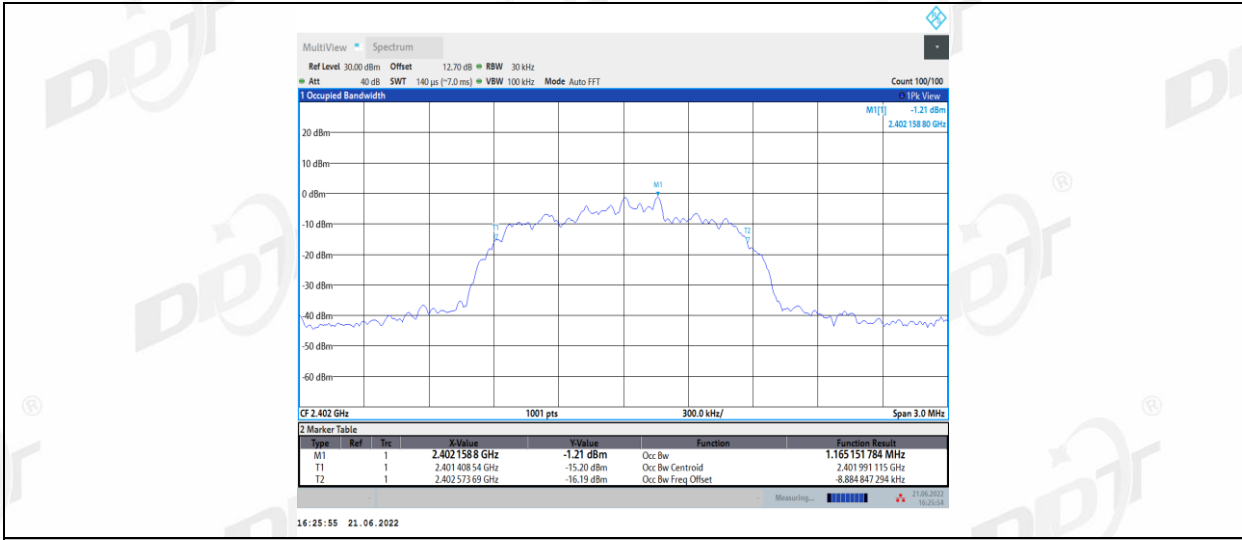 MultiView Spectrum
Ref Level 30.00 dBm Offset 12.70 dB RBW 30 kHz
Att 40 dB SWT 140 µs (~7.0 ms) VBW 100 kHz Mode Auto FFT Count 100/100
1 Occupied Bandwidth 1Pk View
M1[1] -1.21 dBm
2.402 158 80 GHz
20 dBm
10 dBm
M1
0 dBm
-10 dBm
T1
T2
-20 dBm
-30 dBm
-40 dBm
-50 dBm
-60 dBm
CF 2.402 GHz 1001 pts 300.0 kHz/ Span 3.0 MHz
2 Marker Table
Type Ref Trc X-Value Y-Value Function Function Result
M1 1 2.402 158 8 GHz -1.21 dBm Occ Bw 1.165 151 784 MHz
T1 1 2.401 408 54 GHz -15.20 dBm Occ Bw Centroid 2.401 991 115 GHz
T2 1 2.402 573 69 GHz -16.19 dBm Occ Bw Freq Offset -8.884 847 294 kHz
Measuring... 21.06.2022
16:25:54
16:25:55 21.06.2022
DDT ®